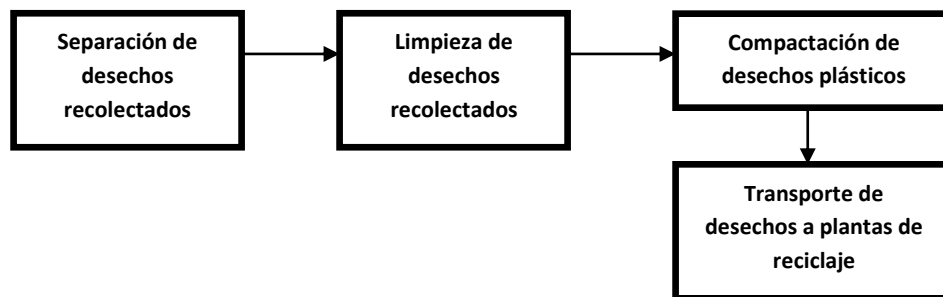 Separación de
desechos
recolectados
Limpieza de
desechos
recolectados
Compactación de
desechos plásticos
Transporte de
desechos a plantas de
reciclaje